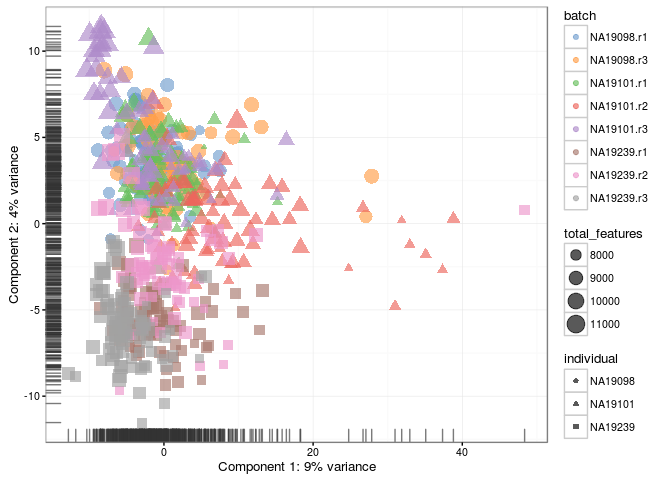 10
5
0
-5
-10
0
20
40
Component 2: 4% variance
Component 1: 9% variance
batch
NA19098.r1
NA19098.r3
NA19101.r1
NA19101.r2
NA19101.r3
NA19239.r1
NA19239.r2
NA19239.r3
total_features
8000
9000
10000
11000
individual
NA19098
NA19101
NA19239